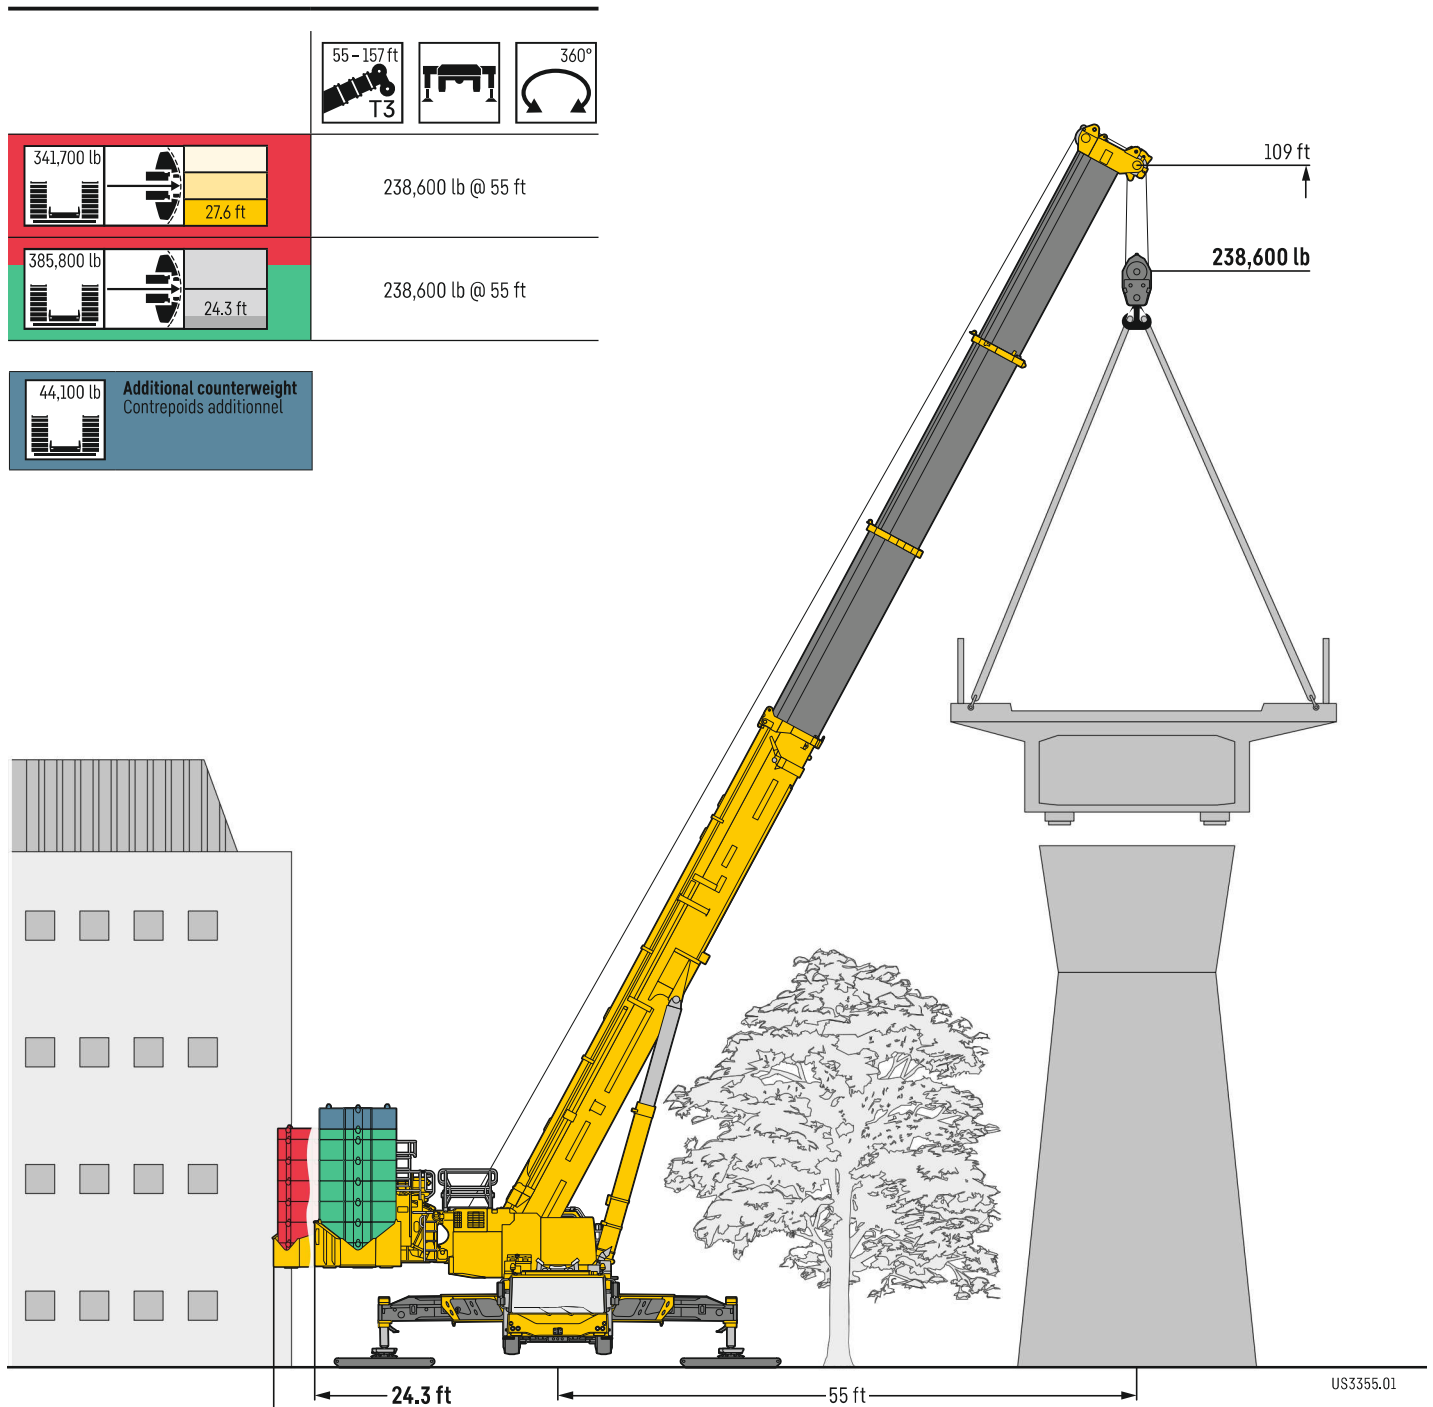 55 – 157 ft
T3
360°
341,700 lb
27.6 ft
238,600 lb @ 55 ft
385,800 lb
24.3 ft
238,600 lb @ 55 ft
44,100 lb
Additional counterweight
Contrepoids additionnel
109 ft
238,600 lb
24.3 ft
55 ft
US3355.01